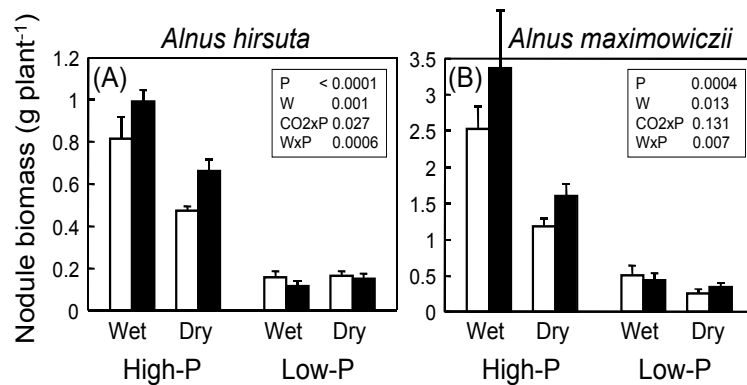 Alnus hirsuta
Alnus maximowiczii
Nodule biomass (g plant⁻¹)
(A)
1.2
1
0.8
0.6
0.4
0.2
0
P < 0.0001
W 0.001
CO2xP 0.027
WxP 0.0006
Wet Dry Wet Dry
High-P Low-P
(B)
3.5
3
2.5
2
1.5
1
0.5
0
P 0.0004
W 0.013
CO2xP 0.131
WxP 0.007
Wet Dry Wet Dry
High-P Low-P